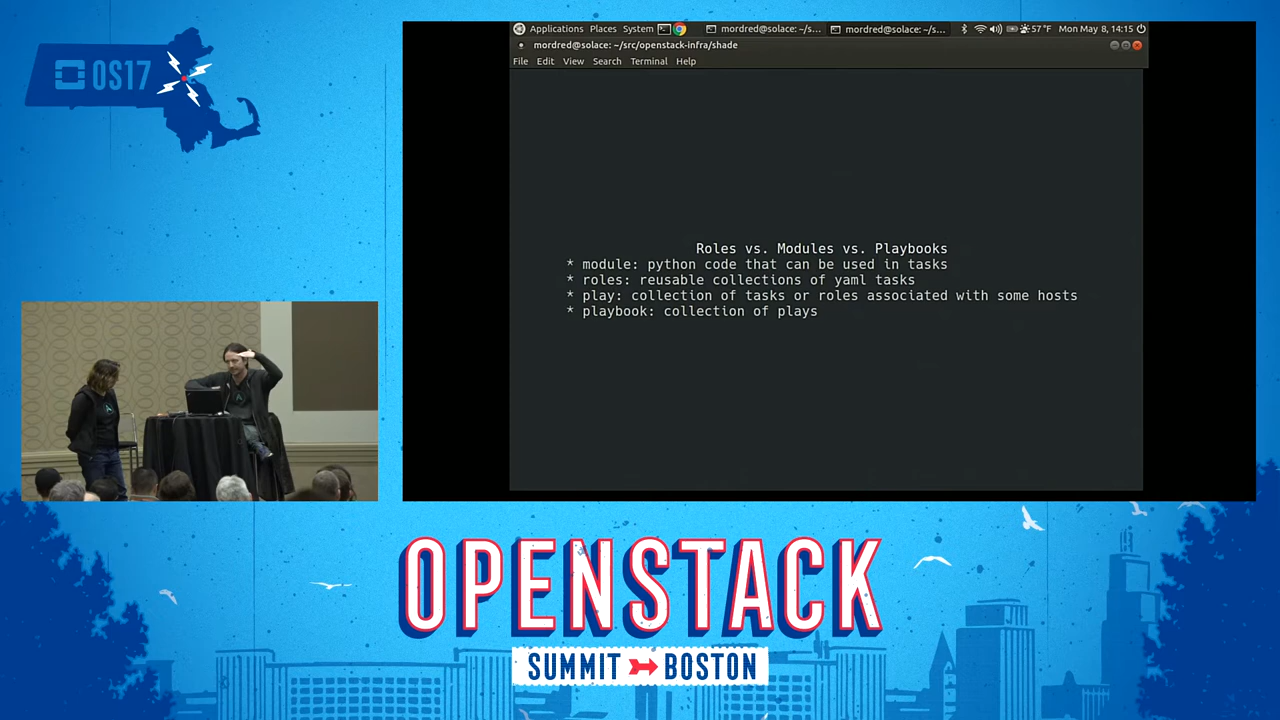 OS17
Applications Places System mordred@solace: ~/s... mordred@solace: ~/s... 57 °F Mon May 8, 14:15
mordred@solace: ~/src/openstack-infra/shade
File Edit View Search Terminal Help
Roles vs. Modules vs. Playbooks
* module: python code that can be used in tasks
* roles: reusable collections of yaml tasks
* play: collection of tasks or roles associated with some hosts
* playbook: collection of plays
OPENSTACK
SUMMIT BOSTON